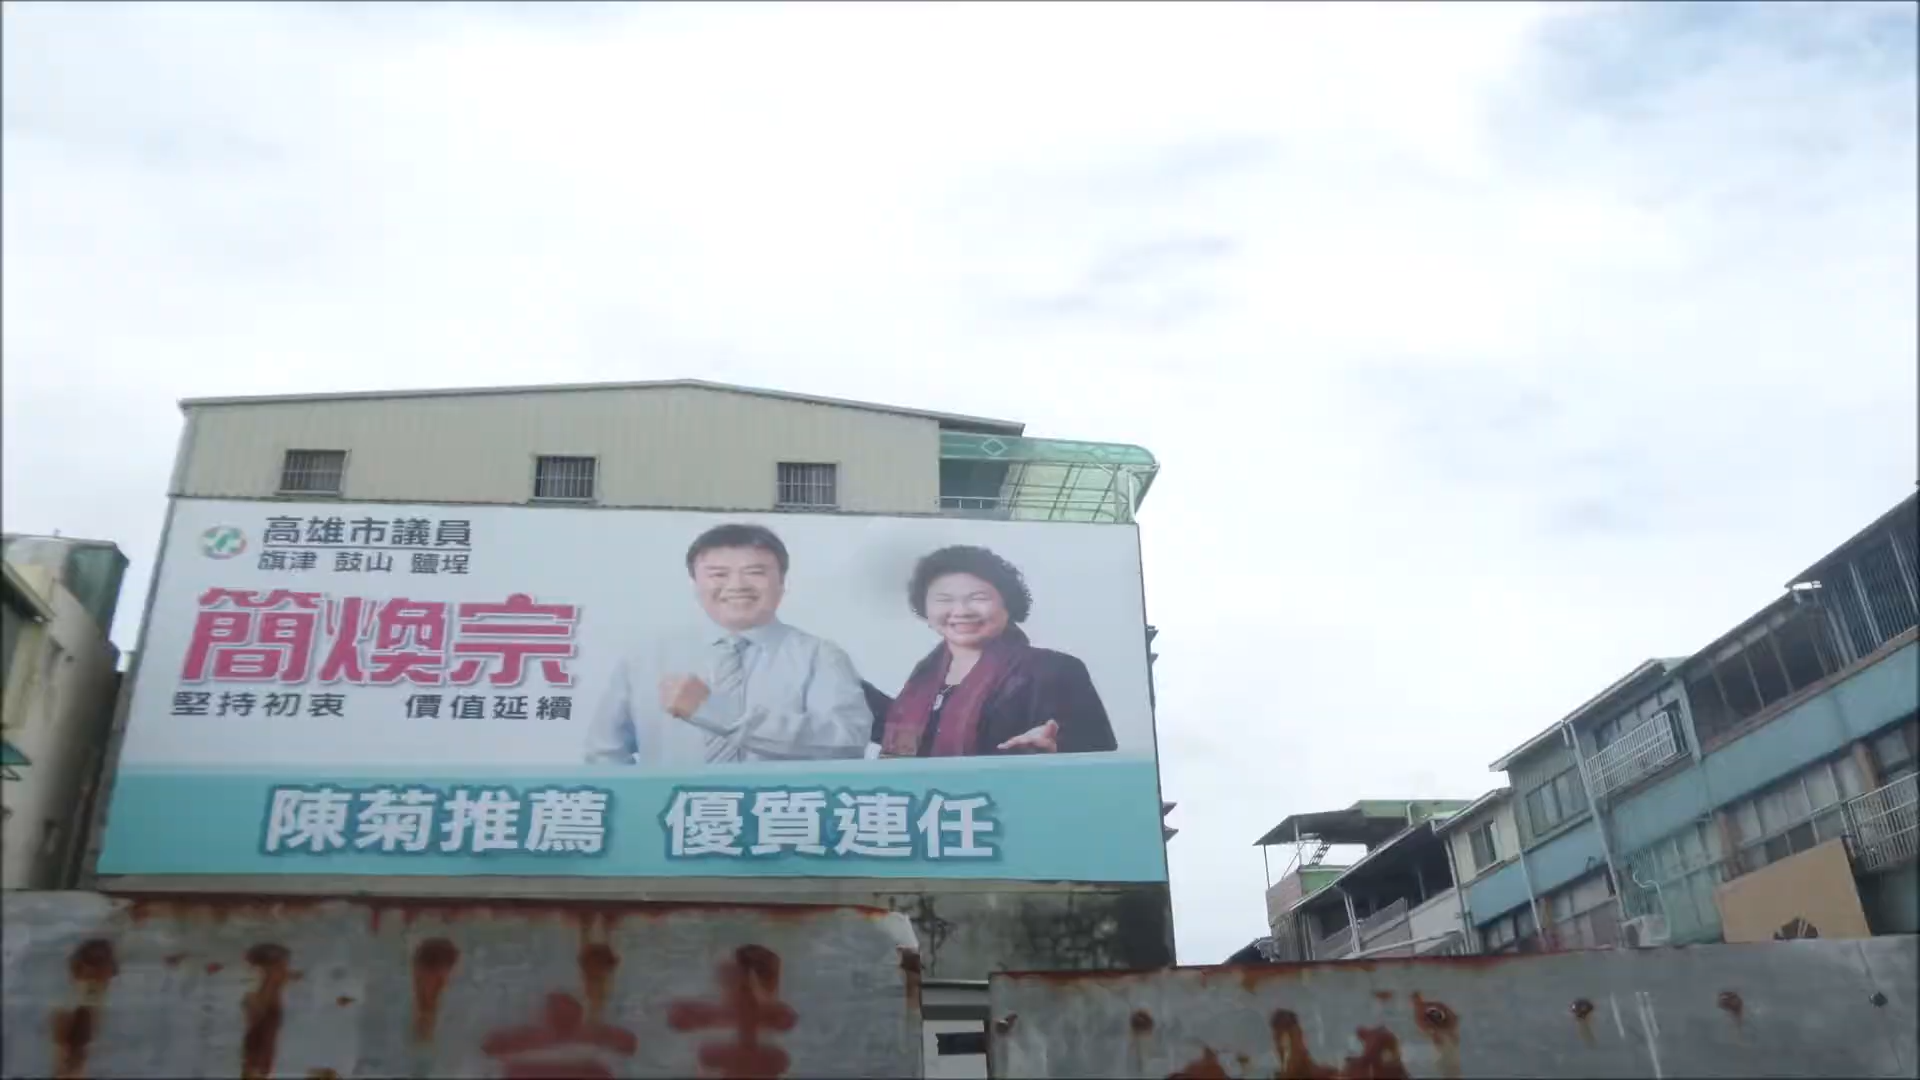 高雄市議員
旗津 鼓山 鹽埕
簡煥宗
堅持初衷 價值延續
陳菊推薦 優質連任